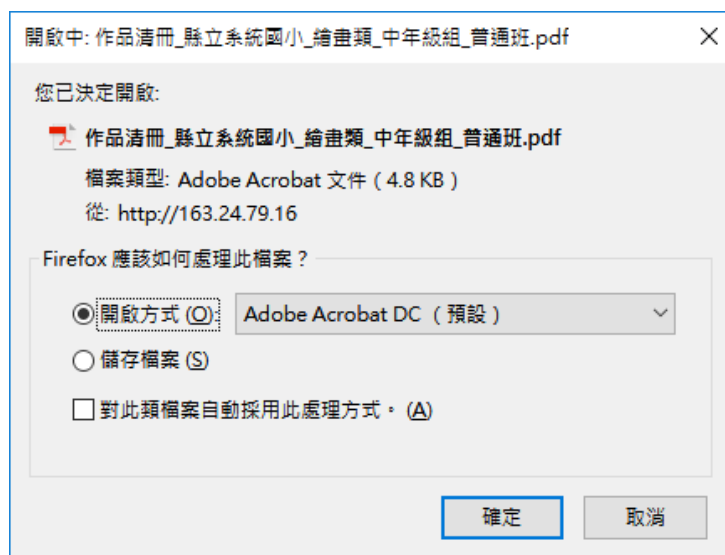 開啟中: 作品清冊_縣立系統國小_繪畫類_中年級組_普通班.pdf
您已決定開啟:
作品清冊_縣立系統國小_繪畫類_中年級組_普通班.pdf
檔案類型: Adobe Acrobat 文件 ( 4.8 KB )
從: http://163.24.79.16
Firefox 應該如何處理此檔案？
開啟方式 (O): Adobe Acrobat DC （預設）
儲存檔案 (S)
對此類檔案自動採用此處理方式。 (A)
確定 取消